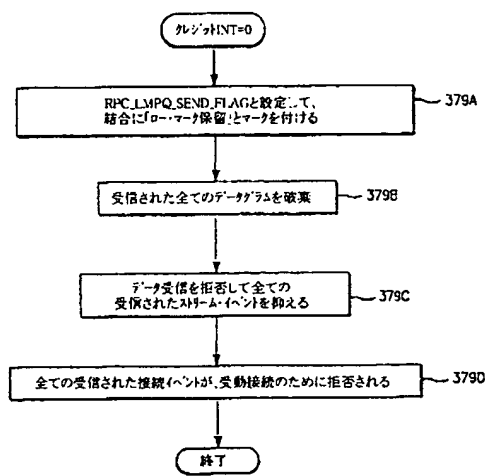 クレジットINT=0
RPC_LMPQ_SEND_FLAGと設定して、
結合に「ロー・マーク保留」とマークを付ける
379A
受信された全てのデータグラムを破棄
379B
データ受信を拒否して全ての
受信されたストリーム・イベントを抑える
379C
全ての受信された接続イベントが、受動接続のために拒否される
379D
終了